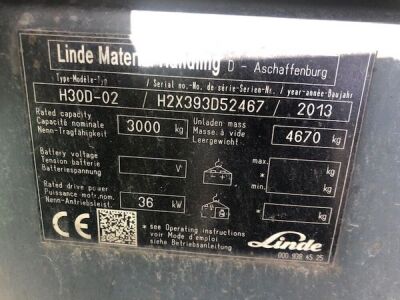 Linde Material Handling D - Aschaffenburg
Type-Modèle-Typ / Serial no.-No. de série-Serien-Nr. / year-année-Baujahr
H30D-02 / H2X393D52467 / 2013
Rated capacity
Capacité nominale
Nenn-Tragfähigkeit
3000 kg
Unladen mass
Masse à vide
Leergewicht
4670 kg
Battery voltage
Tension batterie
Batteriespannung
V
max. kg
*
min. kg
Rated drive power
Puissance motr.nom.
Nenn-Antriebsleist.
36 kW
* kg
CE
* see Operating instructions
voir Mode d'emploi
siehe Betriebsanleitung
Linde
000 938 45 25